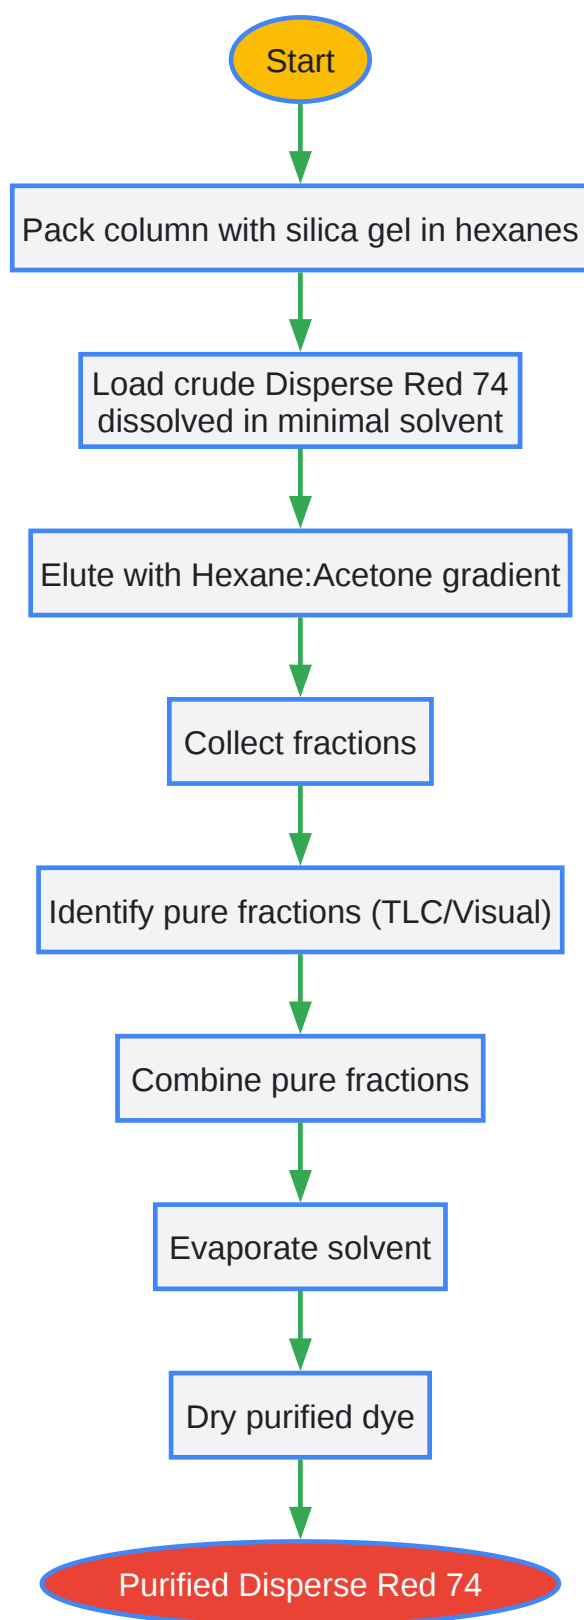 Start
Pack column with silica gel in hexanes
Load crude Disperse Red 74
dissolved in minimal solvent
Elute with Hexane:Acetone gradient
Collect fractions
Identify pure fractions (TLC/Visual)
Combine pure fractions
Evaporate solvent
Dry purified dye
Purified Disperse Red 74